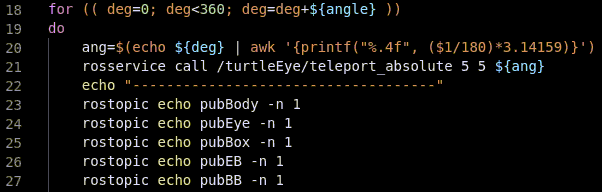 18 for (( deg=0; deg<360; deg=deg+${angle} ))
19 do
20 ang=$(echo ${deg} | awk '{printf("%.4f", ($1/180)*3.14159)}')
21 rosservice call /turtleEye/teleport_absolute 5 5 ${ang}
22 echo "------------------------------------"
23 rostopic echo pubBody -n 1
24 rostopic echo pubEye -n 1
25 rostopic echo pubBox -n 1
26 rostopic echo pubEB -n 1
27 rostopic echo pubBB -n 1